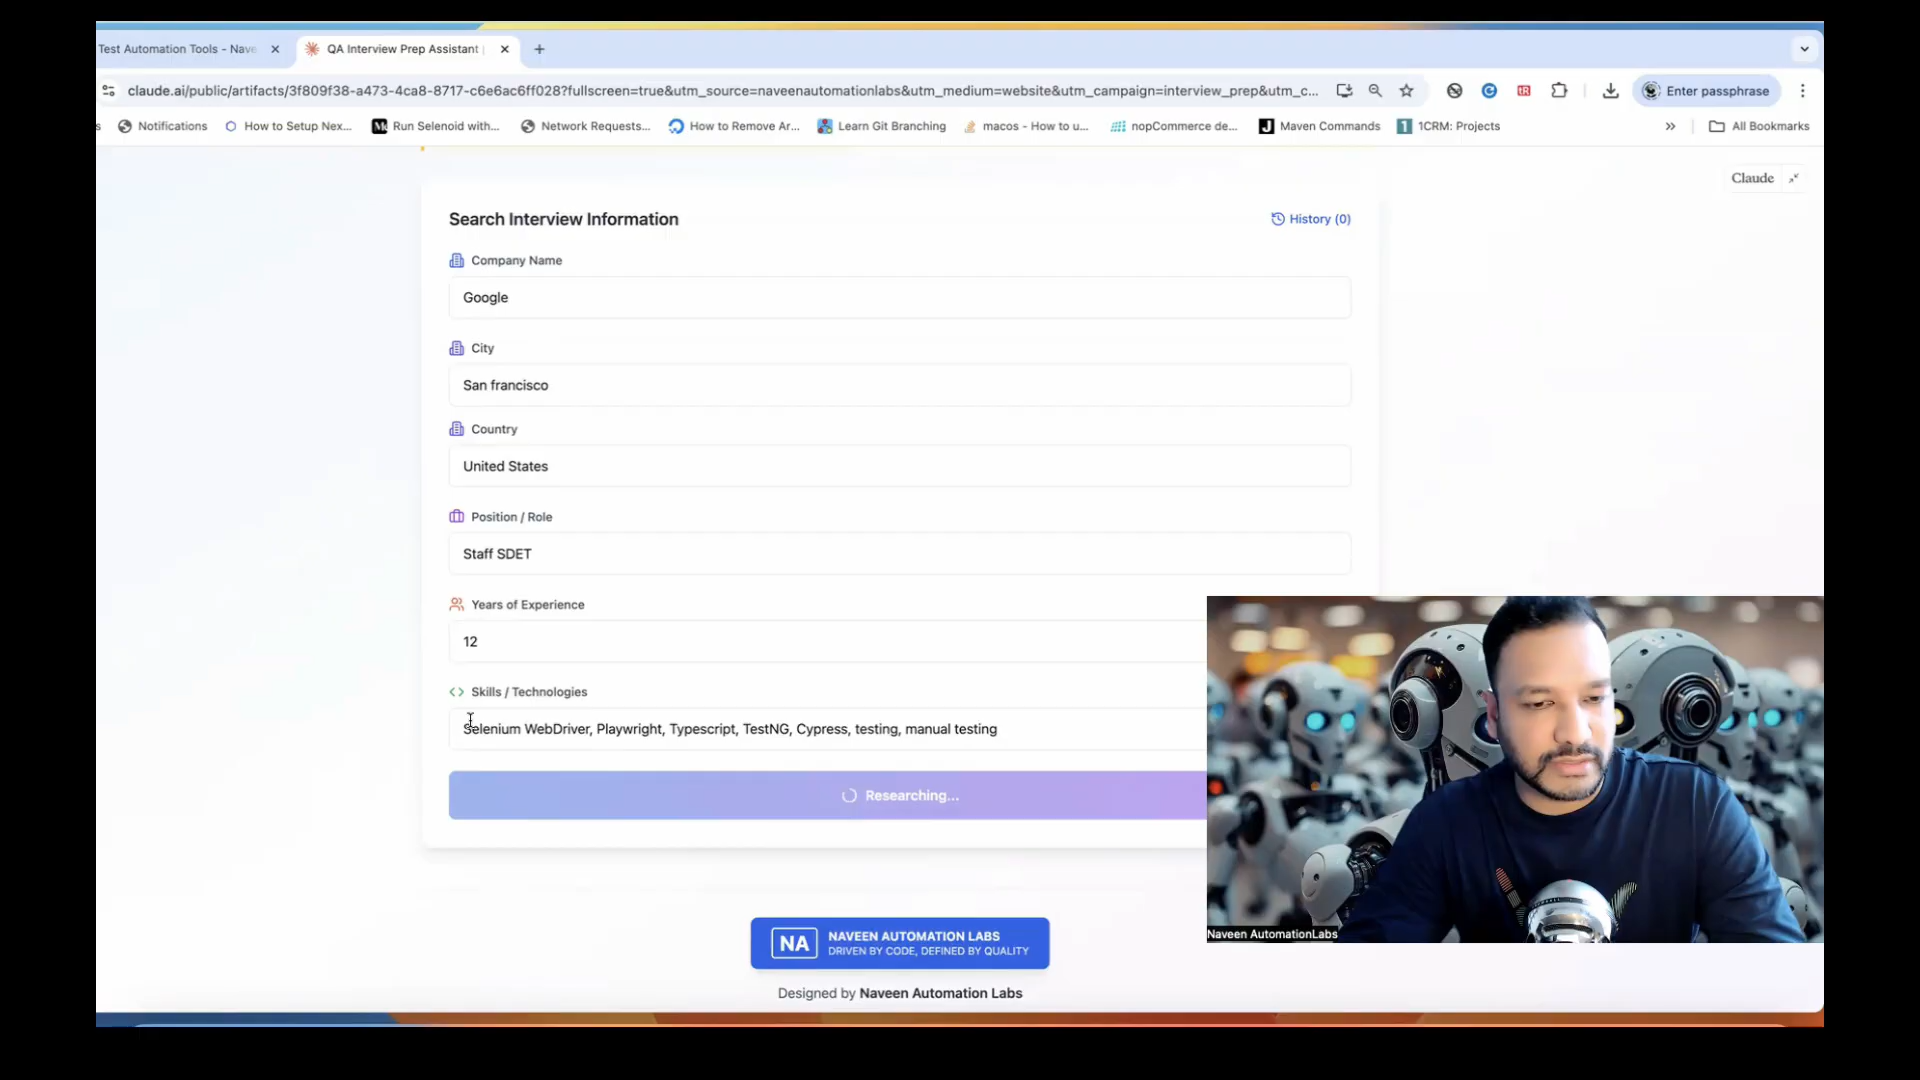 Test Automation Tools - Nave
QA Interview Prep Assistant
claude.ai/public/artifacts/3f809f38-a473-4ca8-8717-c6e6ac6ff028?fullscreen=true&utm_source=naveenautomationlabs&utm_medium=website&utm_campaign=interview_prep&utm_c...
Enter passphrase
s
Notifications
How to Setup Nex...
Run Selenoid with...
Network Requests...
How to Remove Ar...
Learn Git Branching
macos - How to u...
nopCommerce de...
Maven Commands
1CRM: Projects
All Bookmarks
Claude
Search Interview Information
History (0)
Company Name
Google
City
San francisco
Country
United States
Position / Role
Staff SDET
Years of Experience
12
Skills / Technologies
Selenium WebDriver, Playwright, Typescript, TestNG, Cypress, testing, manual testing
Researching...
NA
NAVEEN AUTOMATION LABS
DRIVEN BY CODE, DEFINED BY QUALITY
Designed by Naveen Automation Labs
Naveen AutomationLabs